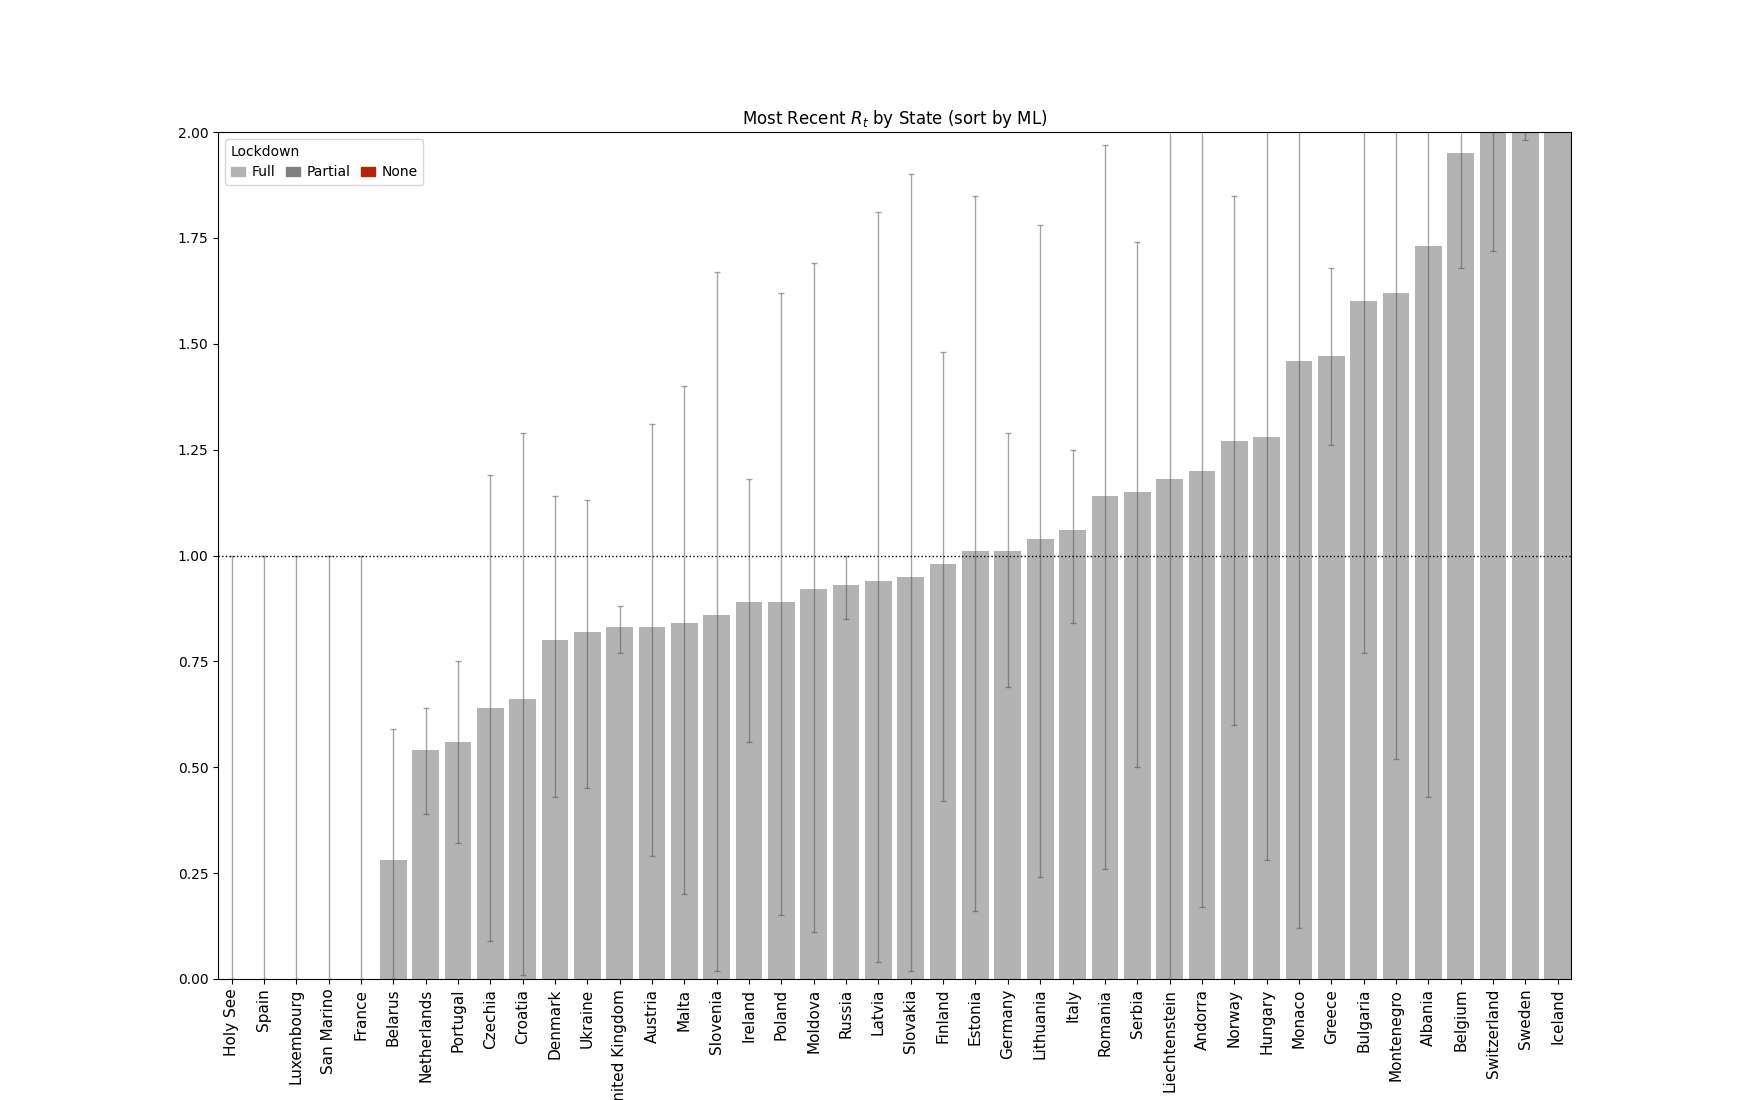 Most Recent R_t by State (sort by ML)
Lockdown
Full Partial None
2.00
1.75
1.50
1.25
1.00
0.75
0.50
0.25
0.00
Holy See
Spain
Luxembourg
San Marino
France
Belarus
Netherlands
Portugal
Czechia
Croatia
Denmark
Ukraine
nited Kingdom
Austria
Malta
Slovenia
Ireland
Poland
Moldova
Russia
Latvia
Slovakia
Finland
Estonia
Germany
Lithuania
Italy
Romania
Serbia
Liechtenstein
Andorra
Norway
Hungary
Monaco
Greece
Bulgaria
Montenegro
Albania
Belgium
Switzerland
Sweden
Iceland